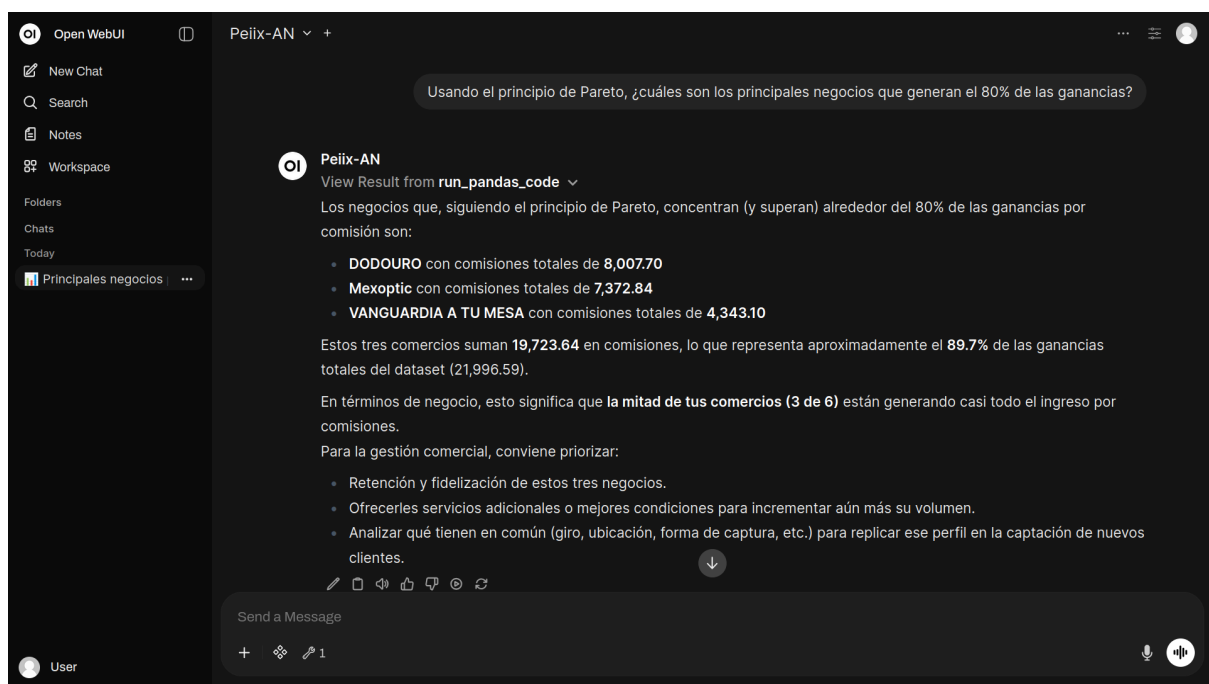 OI Open WebUI
New Chat
Search
Notes
Workspace
Folders
Chats
Today
Principales negocios
User
Peiix-AN
Usando el principio de Pareto, ¿cuáles son los principales negocios que generan el 80% de las ganancias?
OI Peiix-AN
View Result from run_pandas_code
Los negocios que, siguiendo el principio de Pareto, concentran (y superan) alrededor del 80% de las ganancias por
comisión son:
DODOURO con comisiones totales de 8,007.70
Mexoptic con comisiones totales de 7,372.84
VANGUARDIA A TU MESA con comisiones totales de 4,343.10
Estos tres comercios suman 19,723.64 en comisiones, lo que representa aproximadamente el 89.7% de las ganancias
totales del dataset (21,996.59).
En términos de negocio, esto significa que la mitad de tus comercios (3 de 6) están generando casi todo el ingreso por
comisiones.
Para la gestión comercial, conviene priorizar:
Retención y fidelización de estos tres negocios.
Ofrecerles servicios adicionales o mejores condiciones para incrementar aún más su volumen.
Analizar qué tienen en común (giro, ubicación, forma de captura, etc.) para replicar ese perfil en la captación de nuevos
clientes.
Send a Message
1